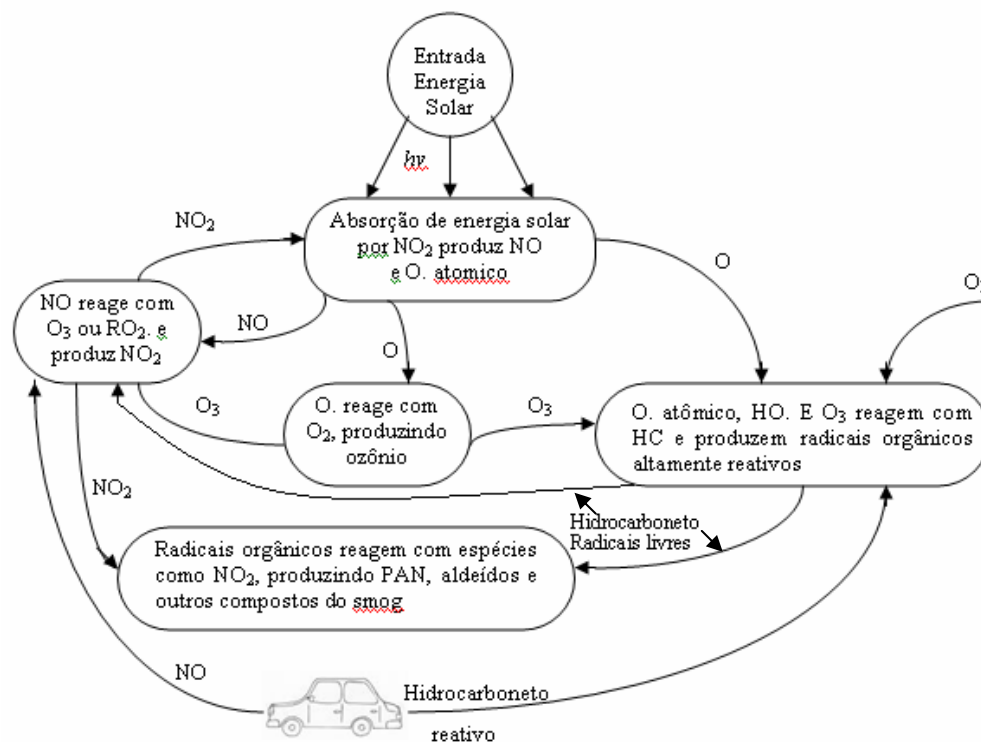 Entrada
Energia
Solar
hv
NO₂
Absorção de energia solar
por NO₂ produz NO
e O. atomico
O
NO reage com
O₃ ou RO₂. e
produz NO₂
NO
O
O₃
O. reage com
O₂, produzindo
ozônio
O₃
O. atômico, HO. E O₃ reagem com
HC e produzem radicais orgânicos
altamente reativos
NO₂
Hidrocarboneto
Radicais livres
Radicais orgânicos reagem com espécies
como NO₂, produzindo PAN, aldeídos e
outros compostos do smog
NO
Hidrocarboneto
reativo